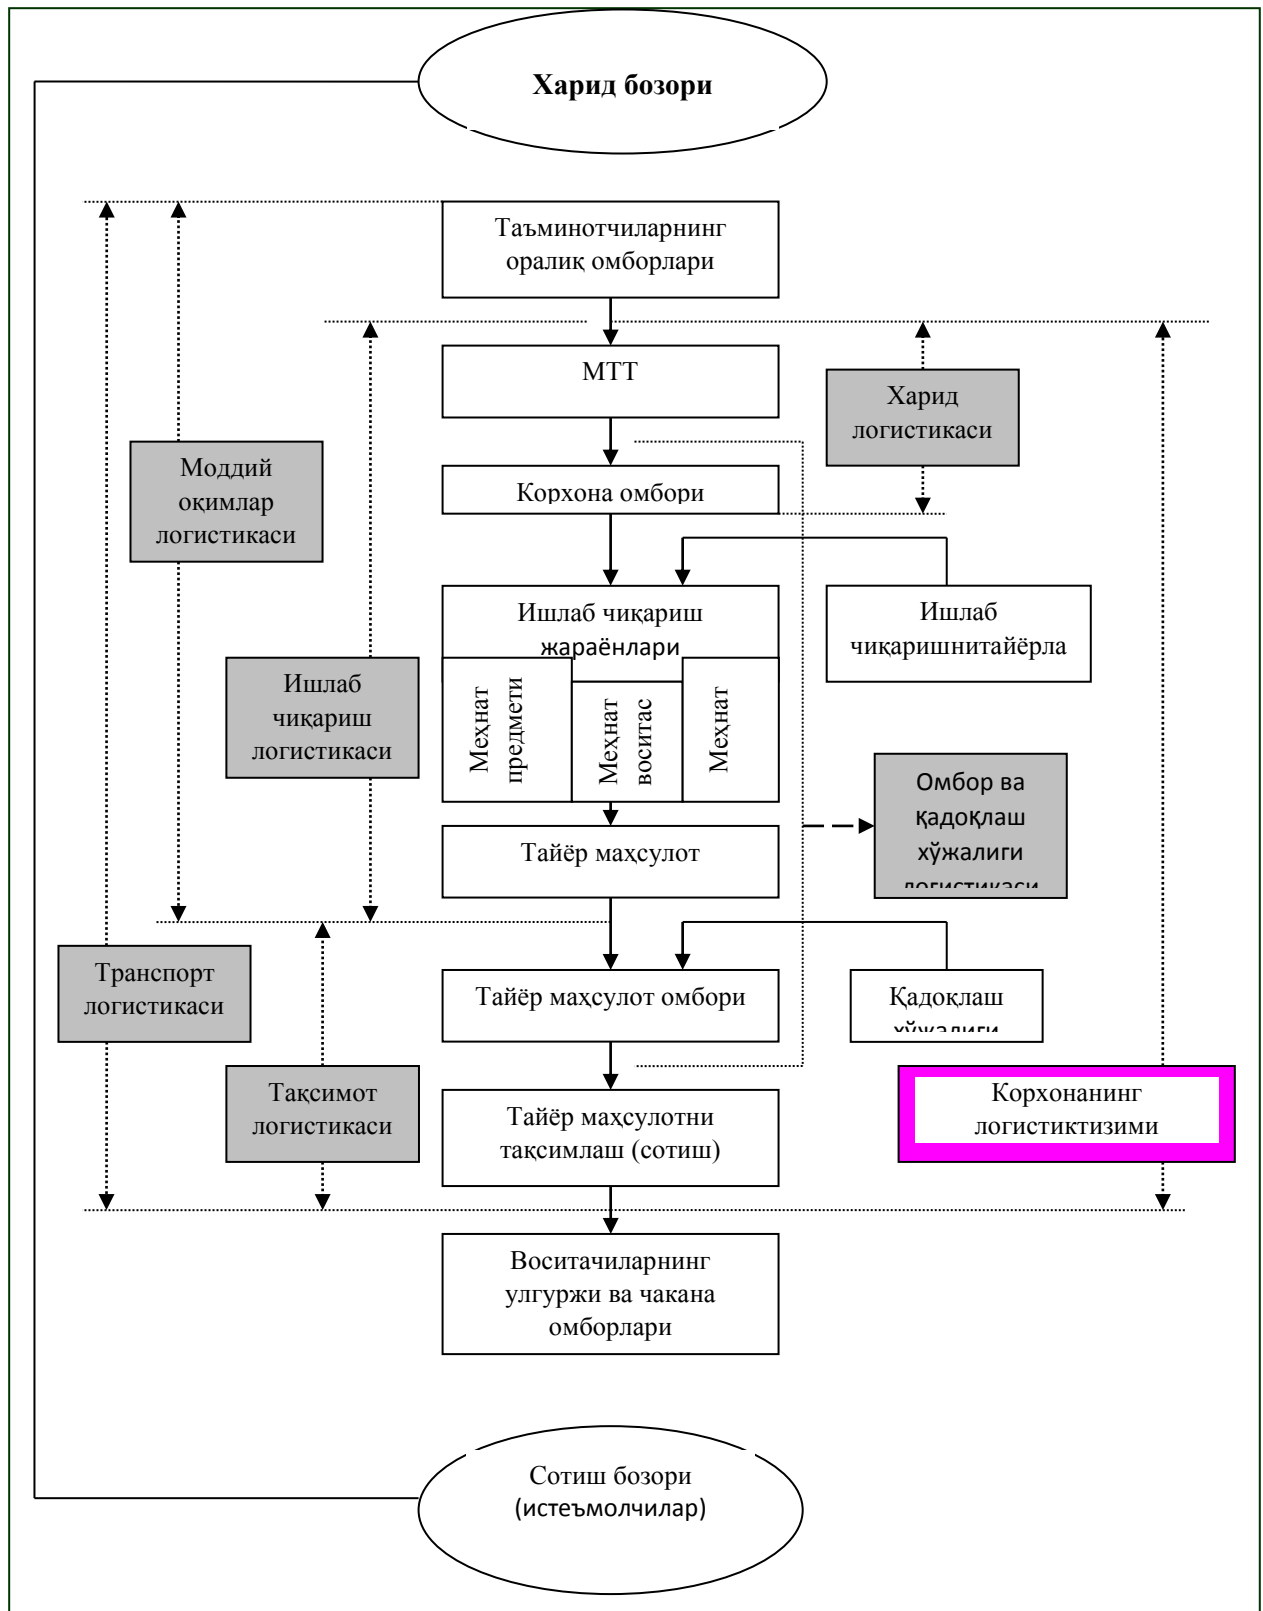 Харид бозори
Таъминотчиларнинг
оралиқ омборлари
МТТ
Харид
логистикаси
Моддий
оқимлар
логистикаси
Корхона омбори
Ишлаб чиқариш
жараёнлари
Ишлаб
чиқаришнитайёрла
Ишлаб
чиқариш
логистикаси
Меҳнат
предмети
Меҳнат
воситас
Меҳнат
Омбор ва
қадоқлаш
хўжалиги
логистикаси
Тайёр маҳсулот
Транспорт
логистикаси
Тайёр маҳсулот омбори
Қадоқлаш
хўжалиги
Тақсимот
логистикаси
Тайёр маҳсулотни
тақсимлаш (сотиш)
Корхонанинг
логистиктизими
Воситачиларнинг
улгуржи ва чакана
омборлари
Сотиш бозори
(истеъмолчилар)